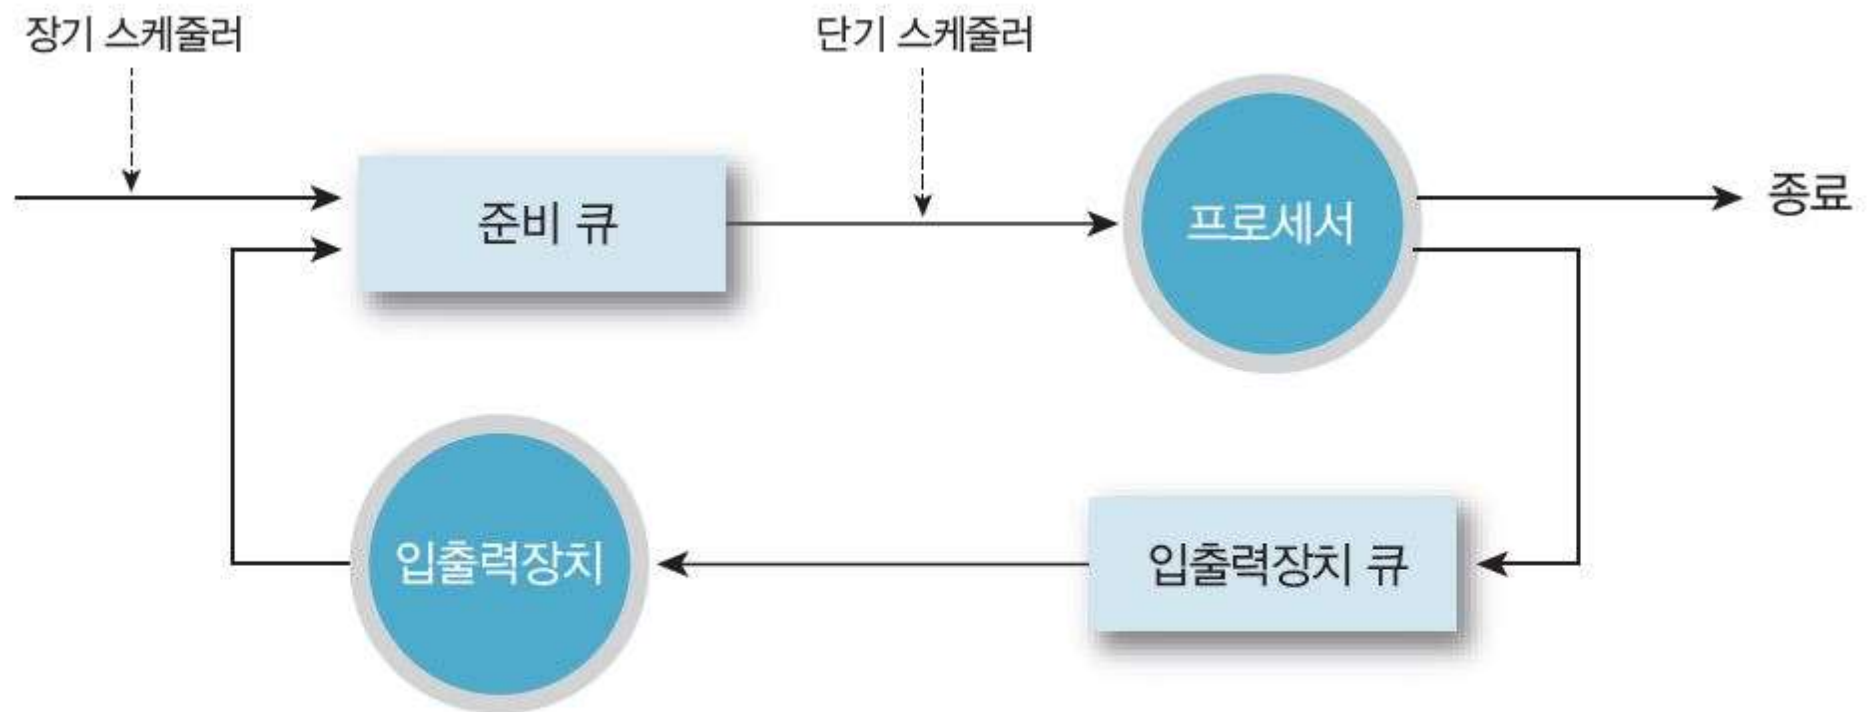 장기 스케줄러
단기 스케줄러
준비 큐
프로세서
종료
입출력장치
입출력장치 큐